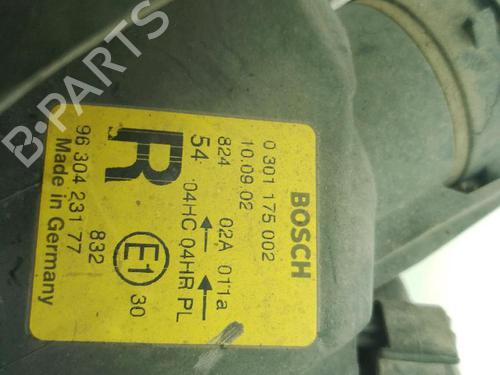 BOSCH
0 301 175 002
10.09.02
824 02A 011a
54 04HC 04HR PL
R
832
E1
30
96 304 231 77
Made in Germany
B-PARTS